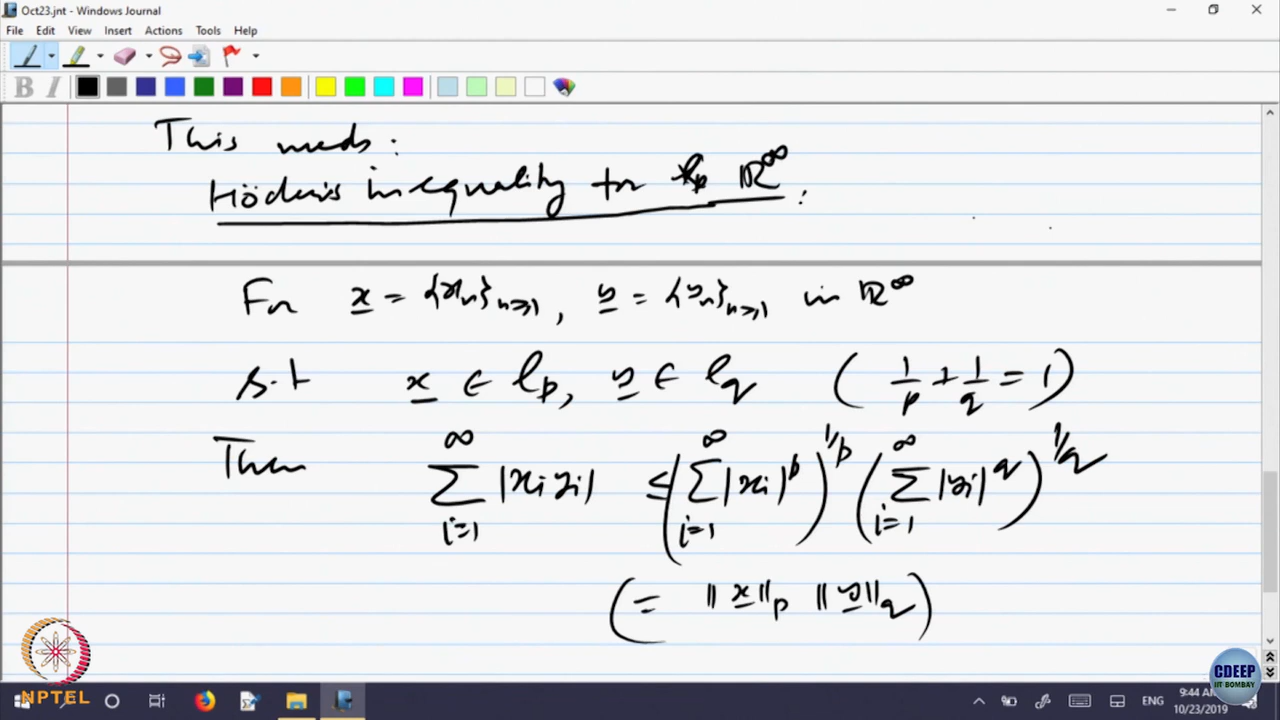 Oct23.jnt - Windows Journal
File Edit View Insert Actions Tools Help
B I
This needs:
Höder's inequality for ℝ^∞ :
For x = {x_n}_{n≥1}, y = {y_n}_{n≥1} in ℝ^∞
s.t x ∈ l_p, y ∈ l_q ( 1/p + 1/q = 1 )
Then ∑_{i=1}^∞ |x_i y_i| ≤ ( ∑_{i=1}^∞ |x_i|^p )^{1/p} ( ∑_{i=1}^∞ |y_i|^q )^{1/q}
( = ‖x‖_p ‖y‖_q )
NPTEL
CDEEP
IIT BOMBAY
ENG
9:44 AM
10/23/2019